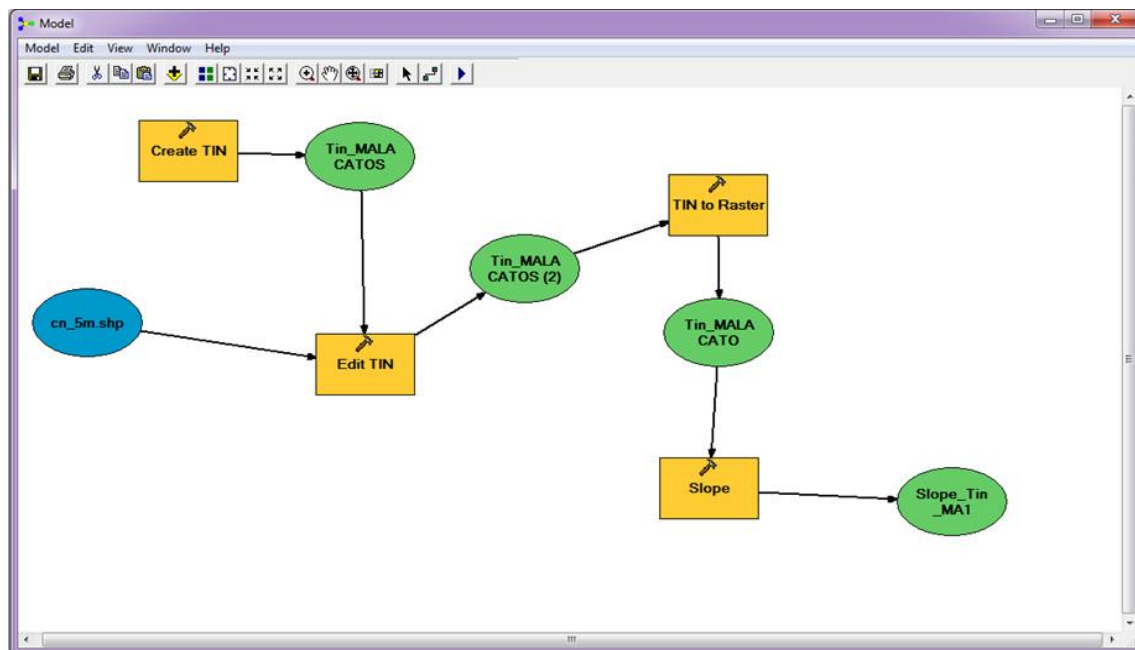 Model
Model Edit View Window Help
Create TIN
Tin_MALA
CATOS
TIN to Raster
Tin_MALA
CATOS (2)
cn_5m.shp
Edit TIN
Tin_MALA
CATO
Slope
Slope_Tin
_MA1